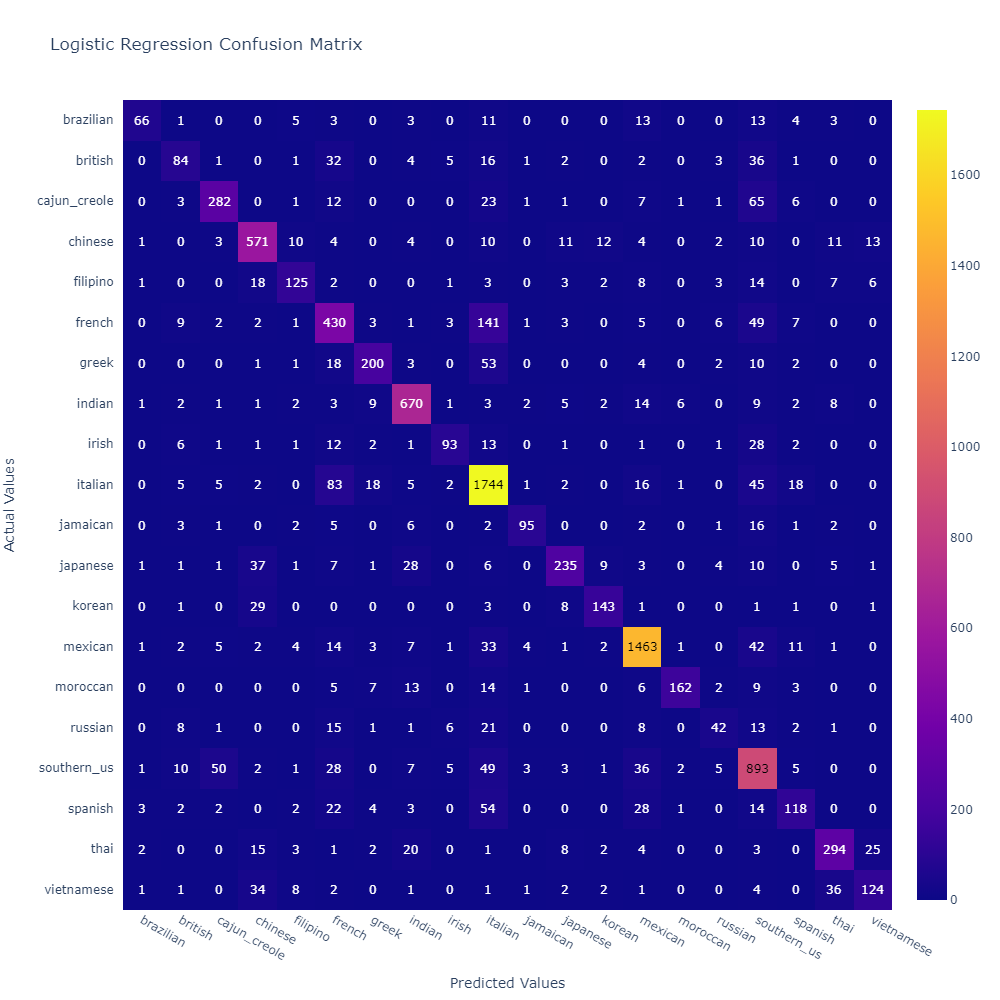 Logistic Regression Confusion Matrix
brazilian 66 1 0 0 5 3 0 3 0 11 0 0 0 13 0 0 13 4 3 0
british 0 84 1 0 1 32 0 4 5 16 1 2 0 2 0 3 36 1 0 0
cajun_creole 0 3 282 0 1 12 0 0 0 23 1 1 0 7 1 1 65 6 0 0
chinese 1 0 3 571 10 4 0 4 0 10 0 11 12 4 0 2 10 0 11 13
filipino 1 0 0 18 125 2 0 0 1 3 0 3 2 8 0 3 14 0 7 6
french 0 9 2 2 1 430 3 1 3 141 1 3 0 5 0 6 49 7 0 0
greek 0 0 0 1 1 18 200 3 0 53 0 0 0 4 0 2 10 2 0 0
indian 1 2 1 1 2 3 9 670 1 3 2 5 2 14 6 0 9 2 8 0
irish 0 6 1 1 1 12 2 1 93 13 0 1 0 1 0 1 28 2 0 0
italian 0 5 5 2 0 83 18 5 2 1744 1 2 0 16 1 0 45 18 0 0
jamaican 0 3 1 0 2 5 0 6 0 2 95 0 0 2 0 1 16 1 2 0
japanese 1 1 1 37 1 7 1 28 0 6 0 235 9 3 0 4 10 0 5 1
korean 0 1 0 29 0 0 0 0 0 3 0 8 143 1 0 0 1 1 0 1
mexican 1 2 5 2 4 14 3 7 1 33 4 1 2 1463 1 0 42 11 1 0
moroccan 0 0 0 0 0 5 7 13 0 14 1 0 0 6 162 2 9 3 0 0
russian 0 8 1 0 0 15 1 1 6 21 0 0 0 8 0 42 13 2 1 0
southern_us 1 10 50 2 1 28 0 7 5 49 3 3 1 36 2 5 893 5 0 0
spanish 3 2 2 0 2 22 4 3 0 54 0 0 0 28 1 0 14 118 0 0
thai 2 0 0 15 3 1 2 20 0 1 0 8 2 4 0 0 3 0 294 25
vietnamese 1 1 0 34 8 2 0 1 0 1 1 2 2 1 0 0 4 0 36 124
brazilian british cajun_creole chinese filipino french greek indian irish italian jamaican japanese korean mexican moroccan russian southern_us spanish thai vietnamese
Predicted Values
Actual Values
1600
1400
1200
1000
800
600
400
200
0